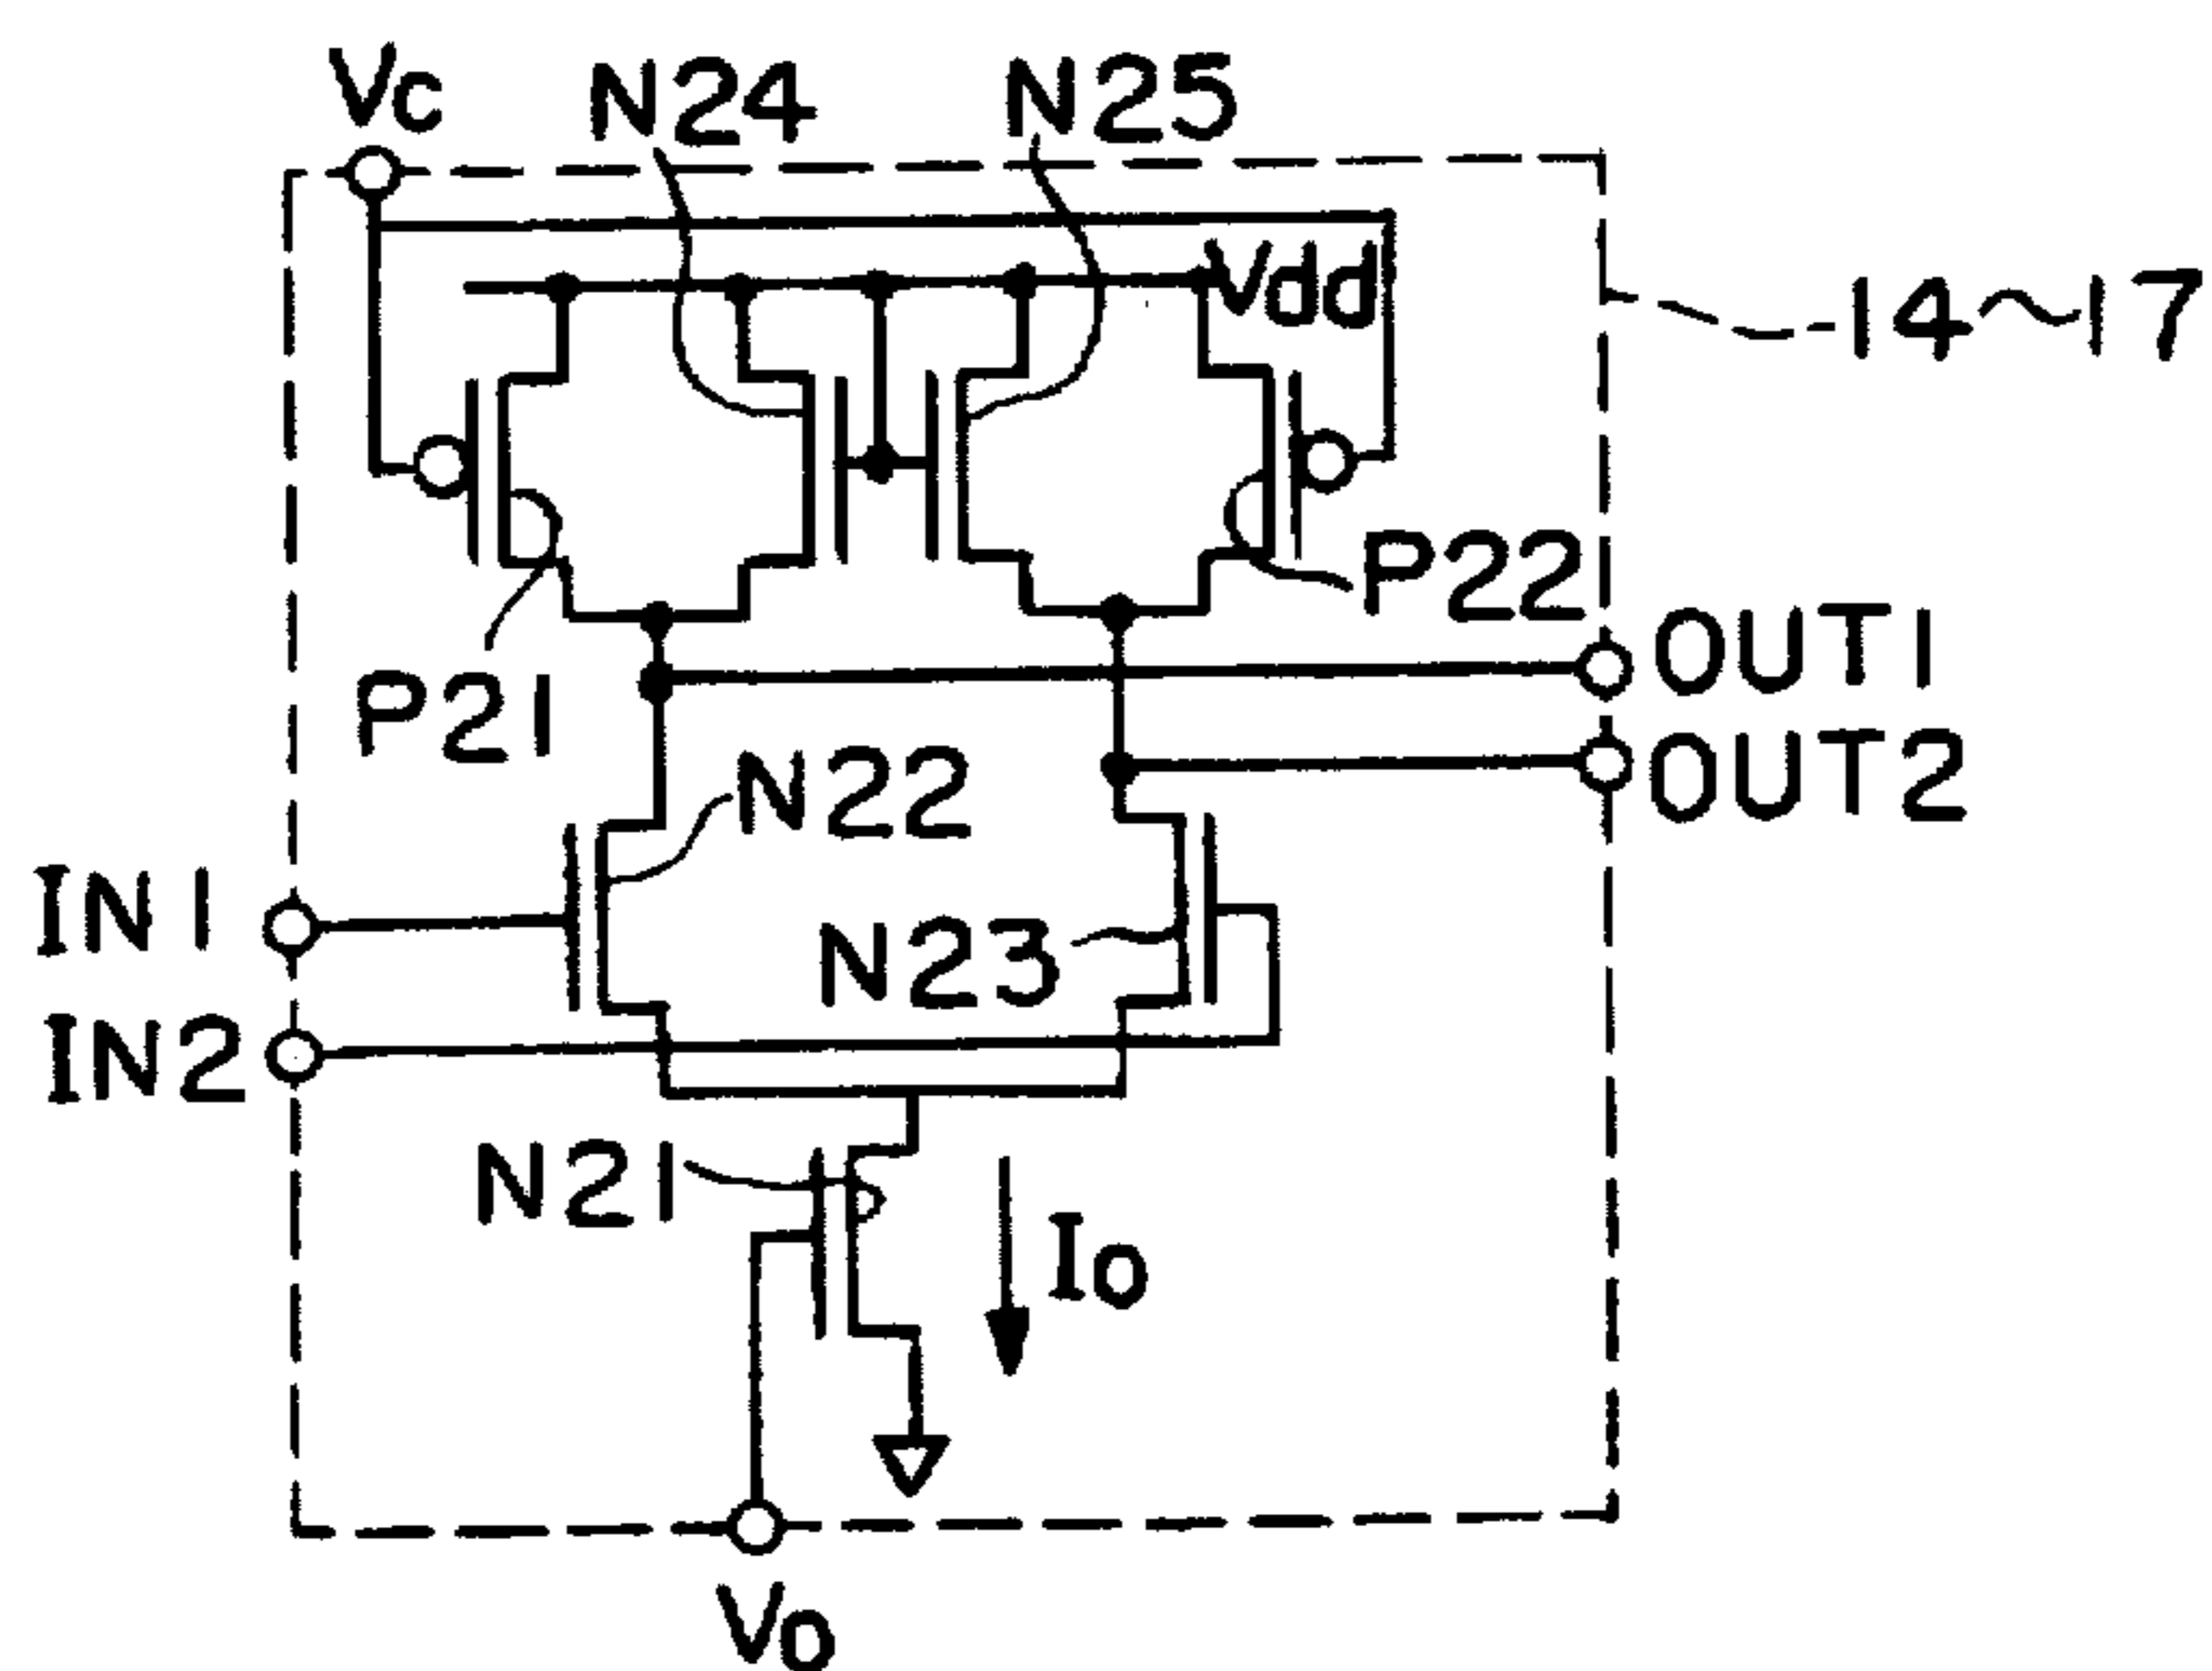 Vc
N24
N25
Vdd
14~17
P22
P21
OUT1
OUT2
N22
IN1
N23
IN2
N21
Io
Vo